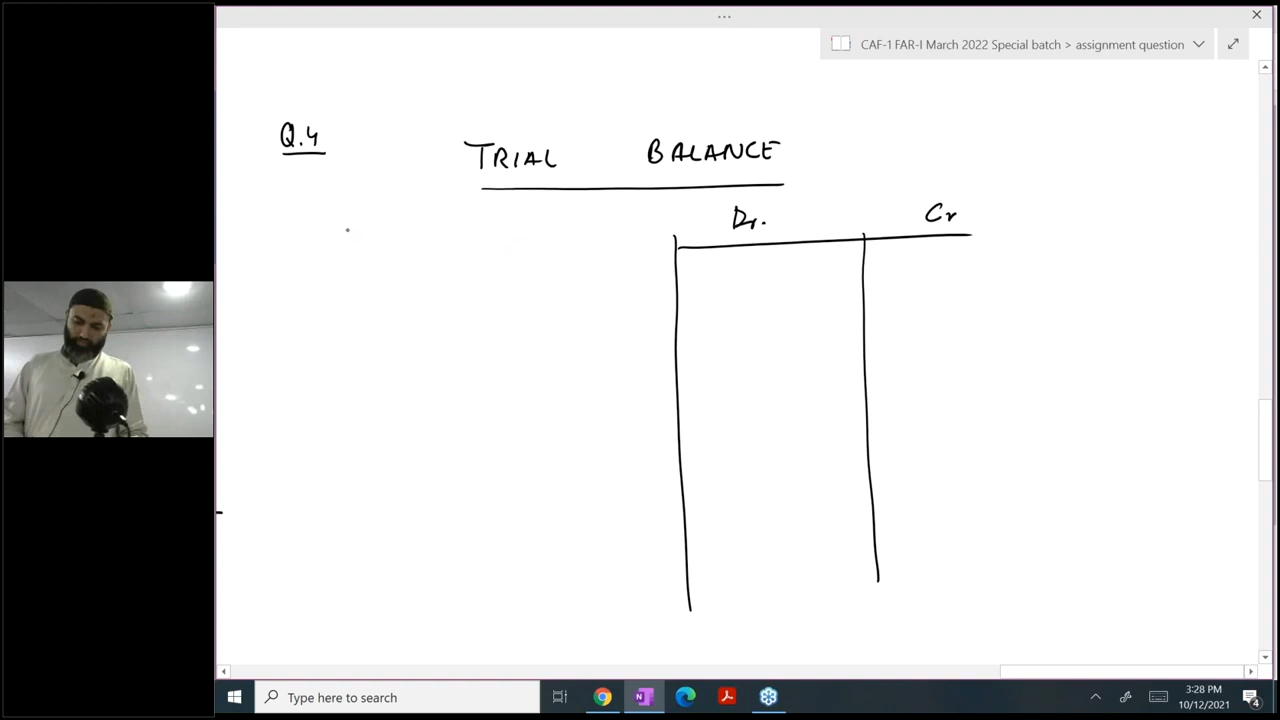 CAF-1 FAR-I March 2022 Special batch > assignment question
Q.4
TRIAL BALANCE
Dr. Cr
Type here to search
3:28 PM
10/12/2021
4